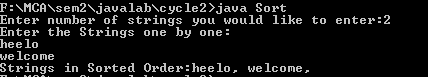 F:\MCA\sem2\javalab\cycle2>java Sort
Enter number of strings you would like to enter:2
Enter the Strings one by one:
heelo
welcome
Strings in Sorted Order:heelo, welcome,